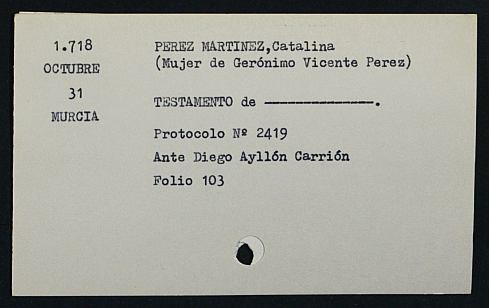 1.718
OCTUBRE
31
MURCIA
PEREZ MARTINEZ,Catalina
(Mujer de Gerónimo Vicente Perez)
TESTAMENTO de ---------------.
Protocolo Nº 2419
Ante Diego Ayllón Carrión
Folio 103